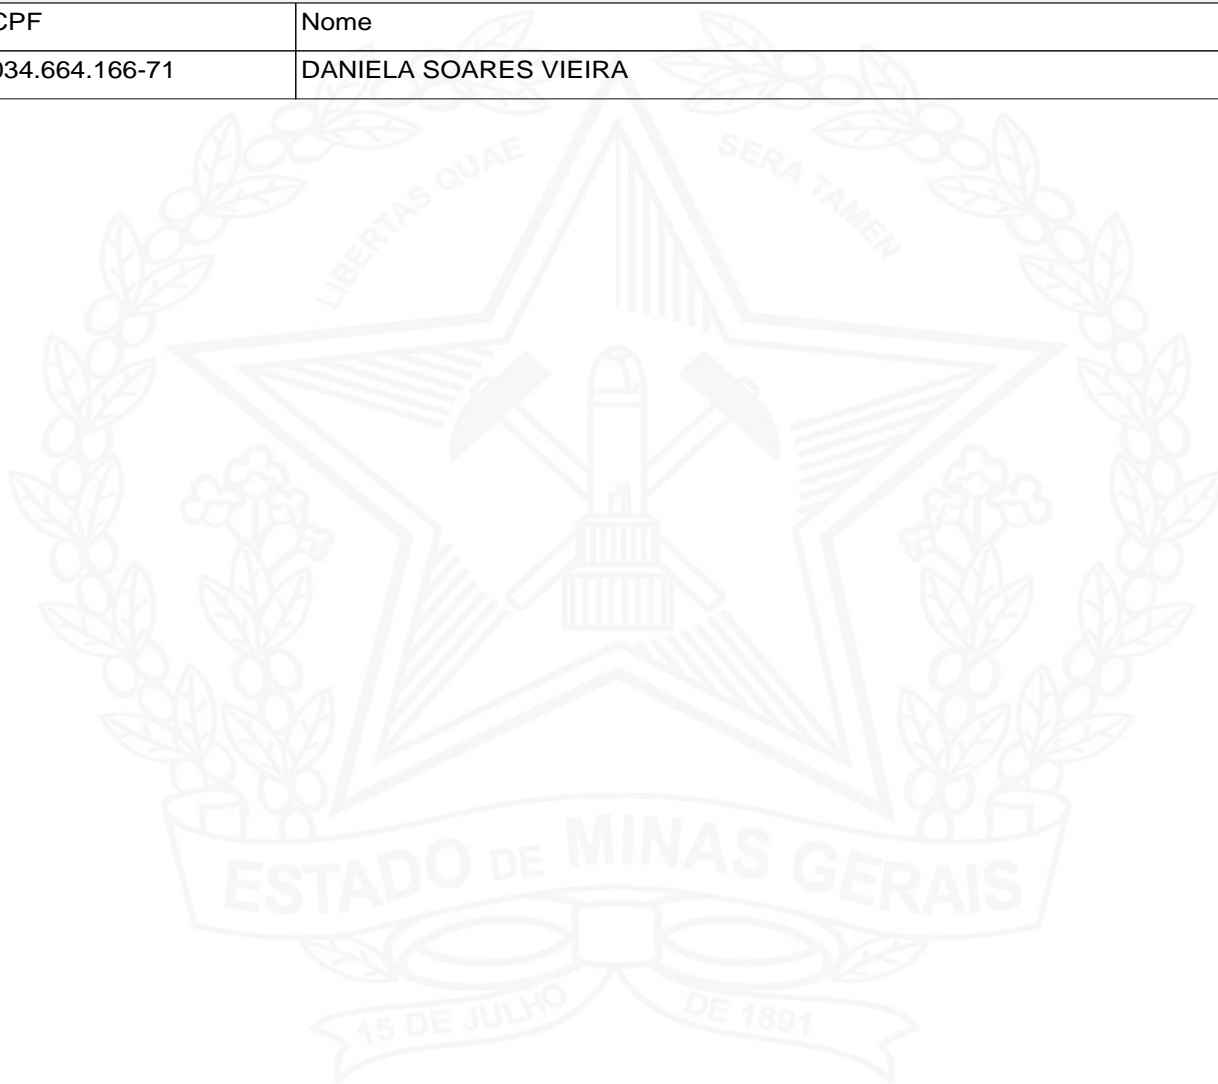 CPF Nome
034.664.166-71 DANIELA SOARES VIEIRA
LIBERTAS QUAE SERA TAMEN
ESTADO DE MINAS GERAIS
15 DE JULHO DE 1891